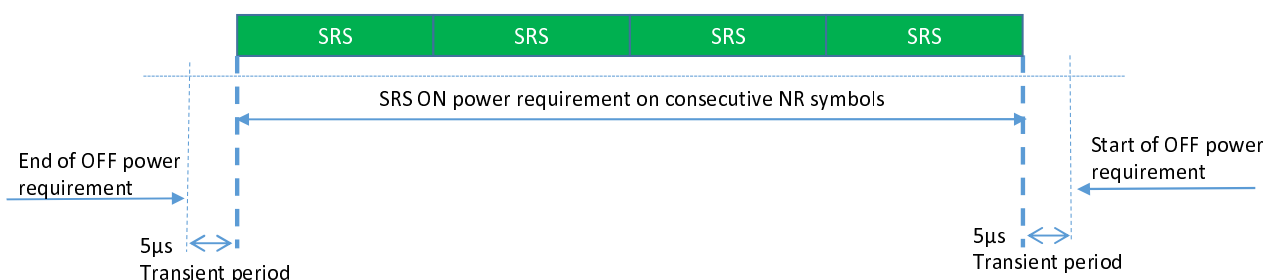 SRS SRS SRS SRS
SRS ON power requirement on consecutive NR symbols
End of OFF power
requirement
Start of OFF power
requirement
5µs
Transient period
5µs
Transient period